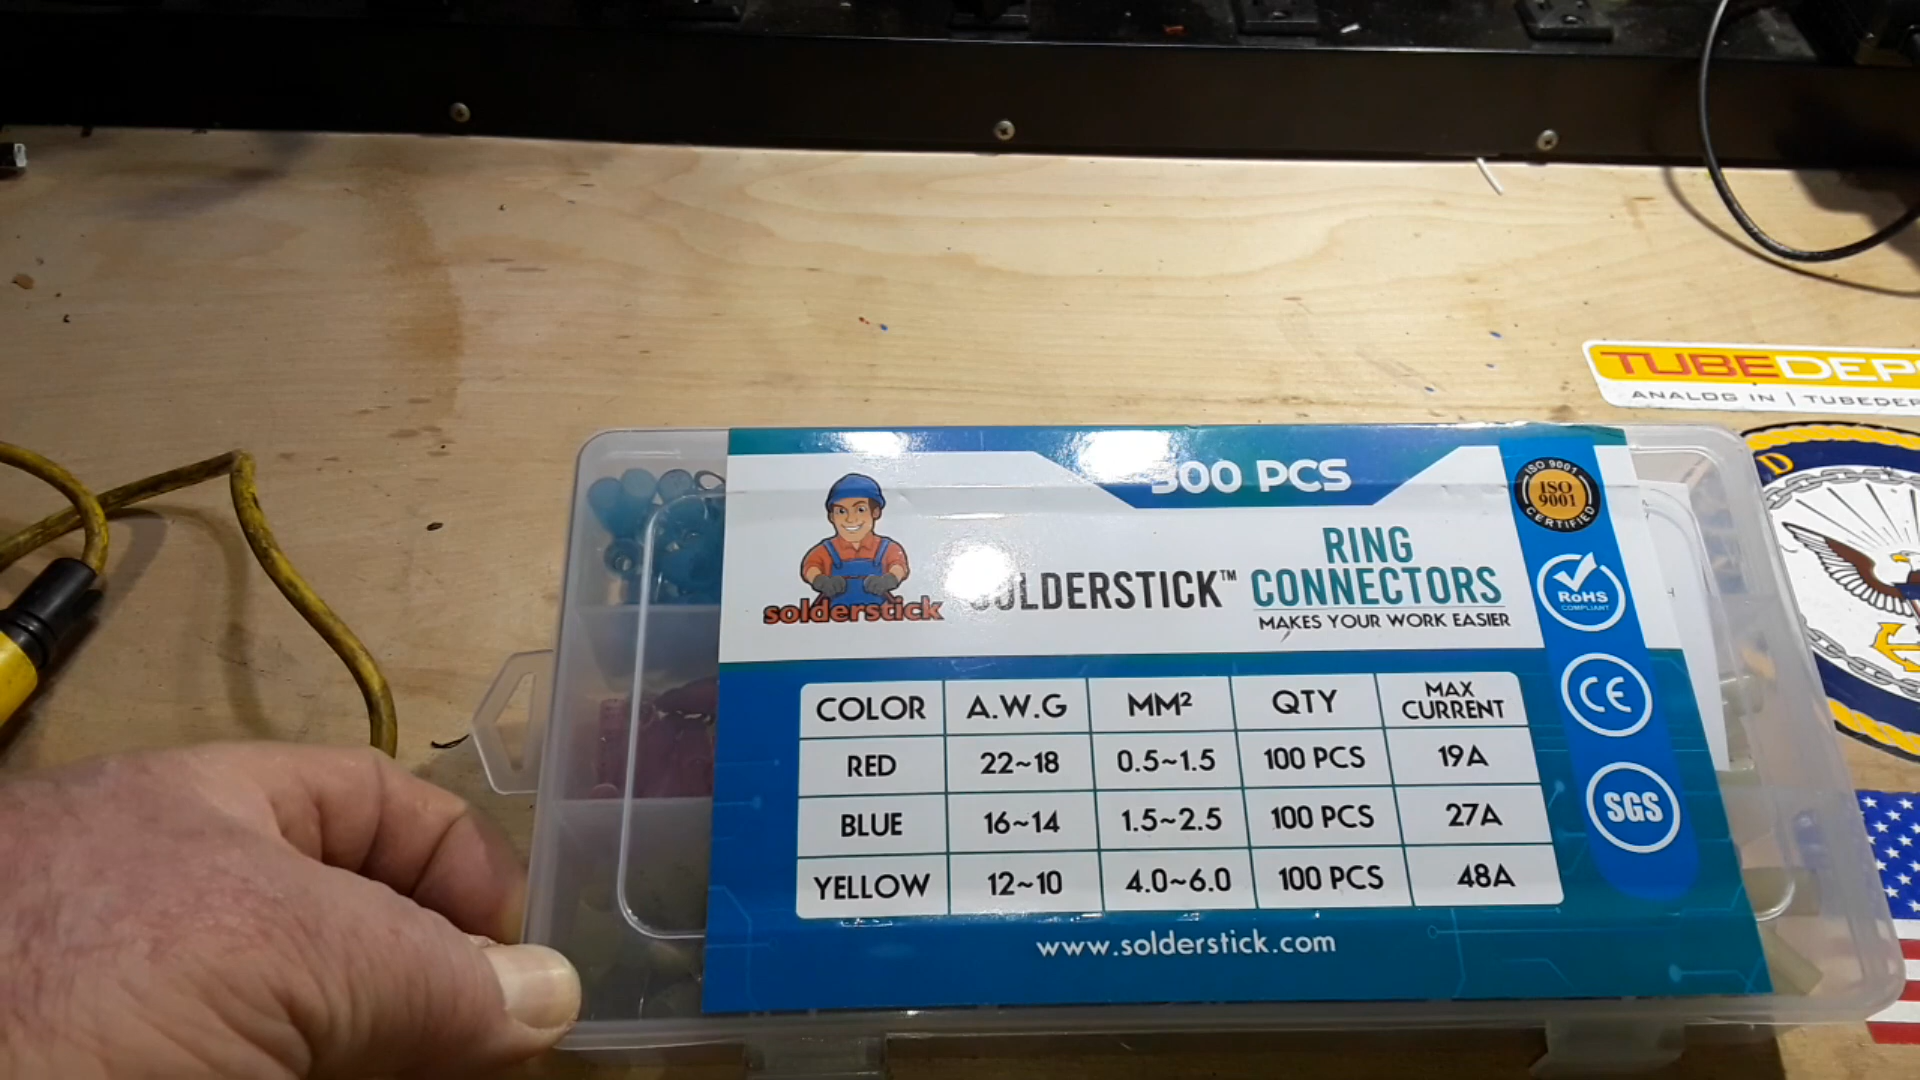 TUBEDEP
ANALOG IN | TUBEDEP
D
300 PCS
ISO 9001
ISO
9001
CERTIFIED
RING
SOLDERSTICK™ CONNECTORS
MAKES YOUR WORK EASIER
solderstick
RoHS
COMPLIANT
CE
SGS
COLOR A.W.G MM² QTY MAX CURRENT
RED 22~18 0.5~1.5 100 PCS 19A
BLUE 16~14 1.5~2.5 100 PCS 27A
YELLOW 12~10 4.0~6.0 100 PCS 48A
www.solderstick.com